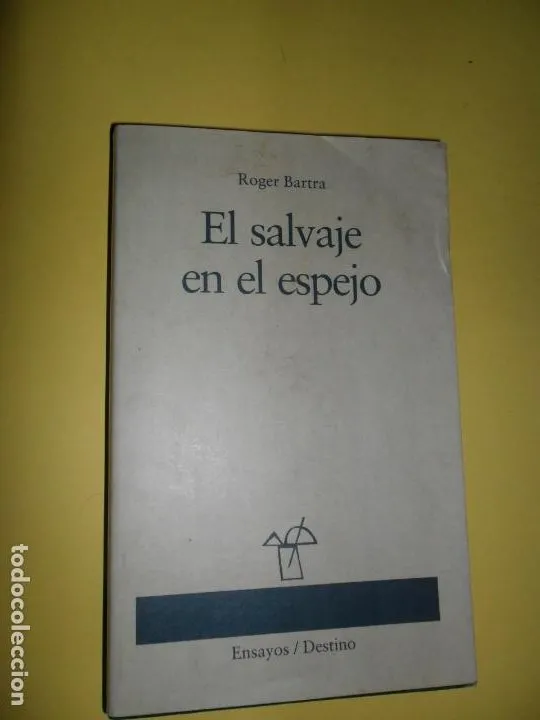 Roger Bartra
El salvaje
en el espejo
Ensayos / Destino
todocoleccion